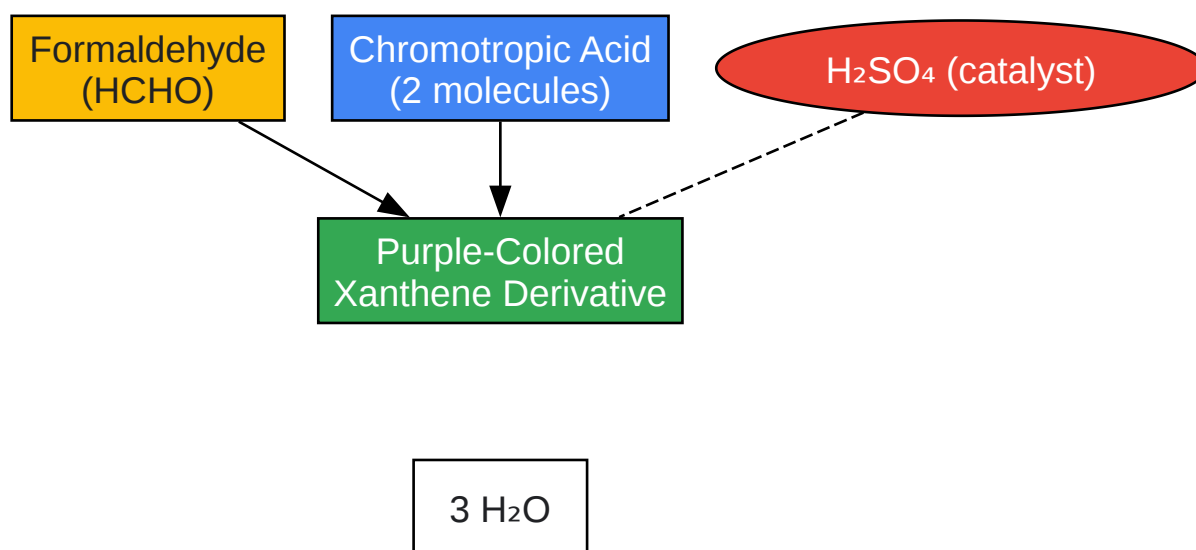 Formaldehyde
(HCHO)
Chromotropic Acid
(2 molecules)
H₂SO₄ (catalyst)
Purple-Colored
Xanthene Derivative
3 H₂O